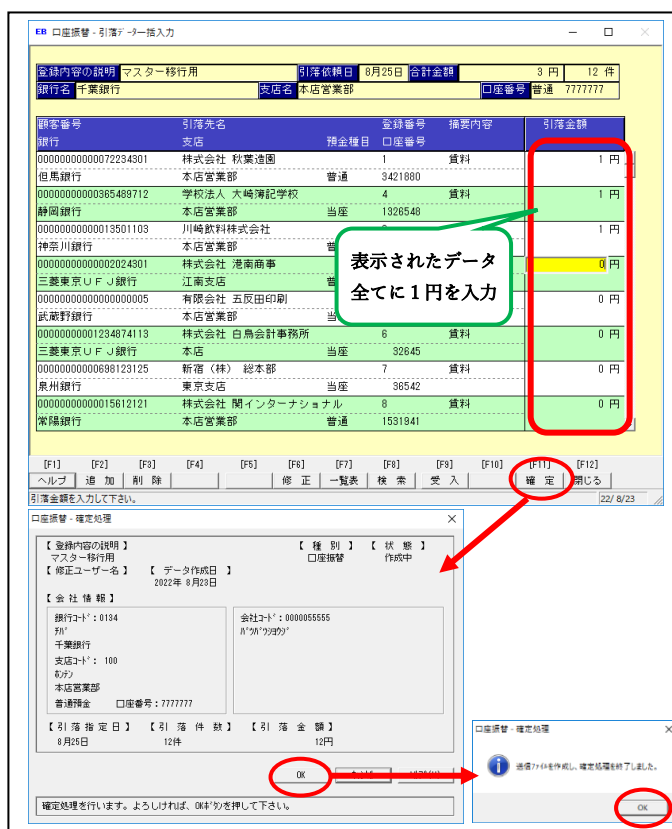 EB 口座振替 - 引落データ一括入力
登録内容の説明 マスター移行用 引落依頼日 8月25日 合計金額 3 円 12 件
銀行名 千葉銀行 支店名 本店営業部 口座番号 普通 7777777
顧客番号 引落先名 登録番号 摘要内容 引落金額
銀行 支店 預金種目 口座番号
00000000000072234301 株式会社 秋葉造園 1 賃料 1 円
但馬銀行 本店営業部 普通 3421880
00000000000365489712 学校法人 大崎簿記学校 4 賃料 1 円
静岡銀行 本店営業部 当座 1326548
00000000000013501103 川崎飲料株式会社 1 円
神奈川銀行 本店営業部
00000000000002024301 株式会社 港南商事 0 円
三菱東京UFJ銀行 江南支店
00000000000000000005 有限会社 五反田印刷 0 円
武蔵野銀行 本店営業部
00000000001234874113 株式会社 白鳥会計事務所 6 賃料 0 円
三菱東京UFJ銀行 本店 当座 32645
00000000000698123125 新宿(株) 総本部 7 賃料 0 円
泉州銀行 東京支店 当座 36542
00000000000015612121 株式会社 関インターナショナル 8 賃料 0 円
常陽銀行 本店営業部 普通 1531941
表示されたデータ
全てに1円を入力
[F1] [F2] [F3] [F4] [F5] [F6] [F7] [F8] [F9] [F10] [F11] [F12]
ヘルプ 追 加 削 除 修 正 一覧表 検 索 受 入 確 定 閉じる
引落金額を入力して下さい。 22/ 8/23
口座振替 - 確定処理
【 登録内容の説明 】 【 種 別 】 【 状 態 】
マスター移行用 口座振替 作成中
【 修正ユーザー名 】 【 データ作成日 】
2022年 8月23日
【 会 社 情 報 】
銀行コード:0134 会社コード:0000055555
チバ
千葉銀行
支店コード: 100
ホンテン
本店営業部
普通預金 口座番号:7777777
【 引 落 指 定 日 】 【 引 落 件 数 】 【 引 落 金 額 】
8月25日 12件 12円
OK
確定処理を行います。よろしければ、OKボタンを押して下さい。
口座振替 - 確定処理
送信ファイルを作成し、確定処理を終了しました。
OK